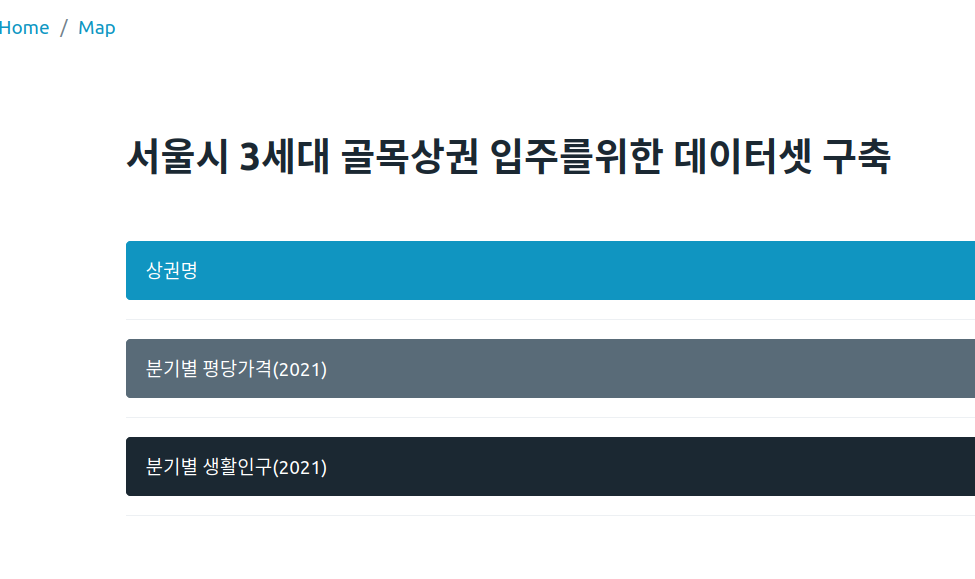 Home / Map
서울시 3세대 골목상권 입주를위한 데이터셋 구축
상권명
분기별 평당가격(2021)
분기별 생활인구(2021)